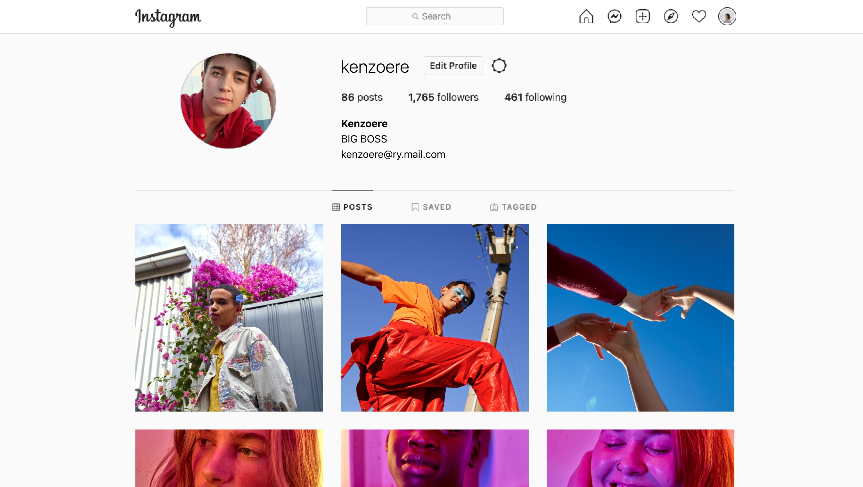 Instagram
Search
kenzoere Edit Profile
86 posts 1,765 followers 461 following
Kenzoere
BIG BOSS
kenzoere@ry.mail.com
POSTS SAVED TAGGED